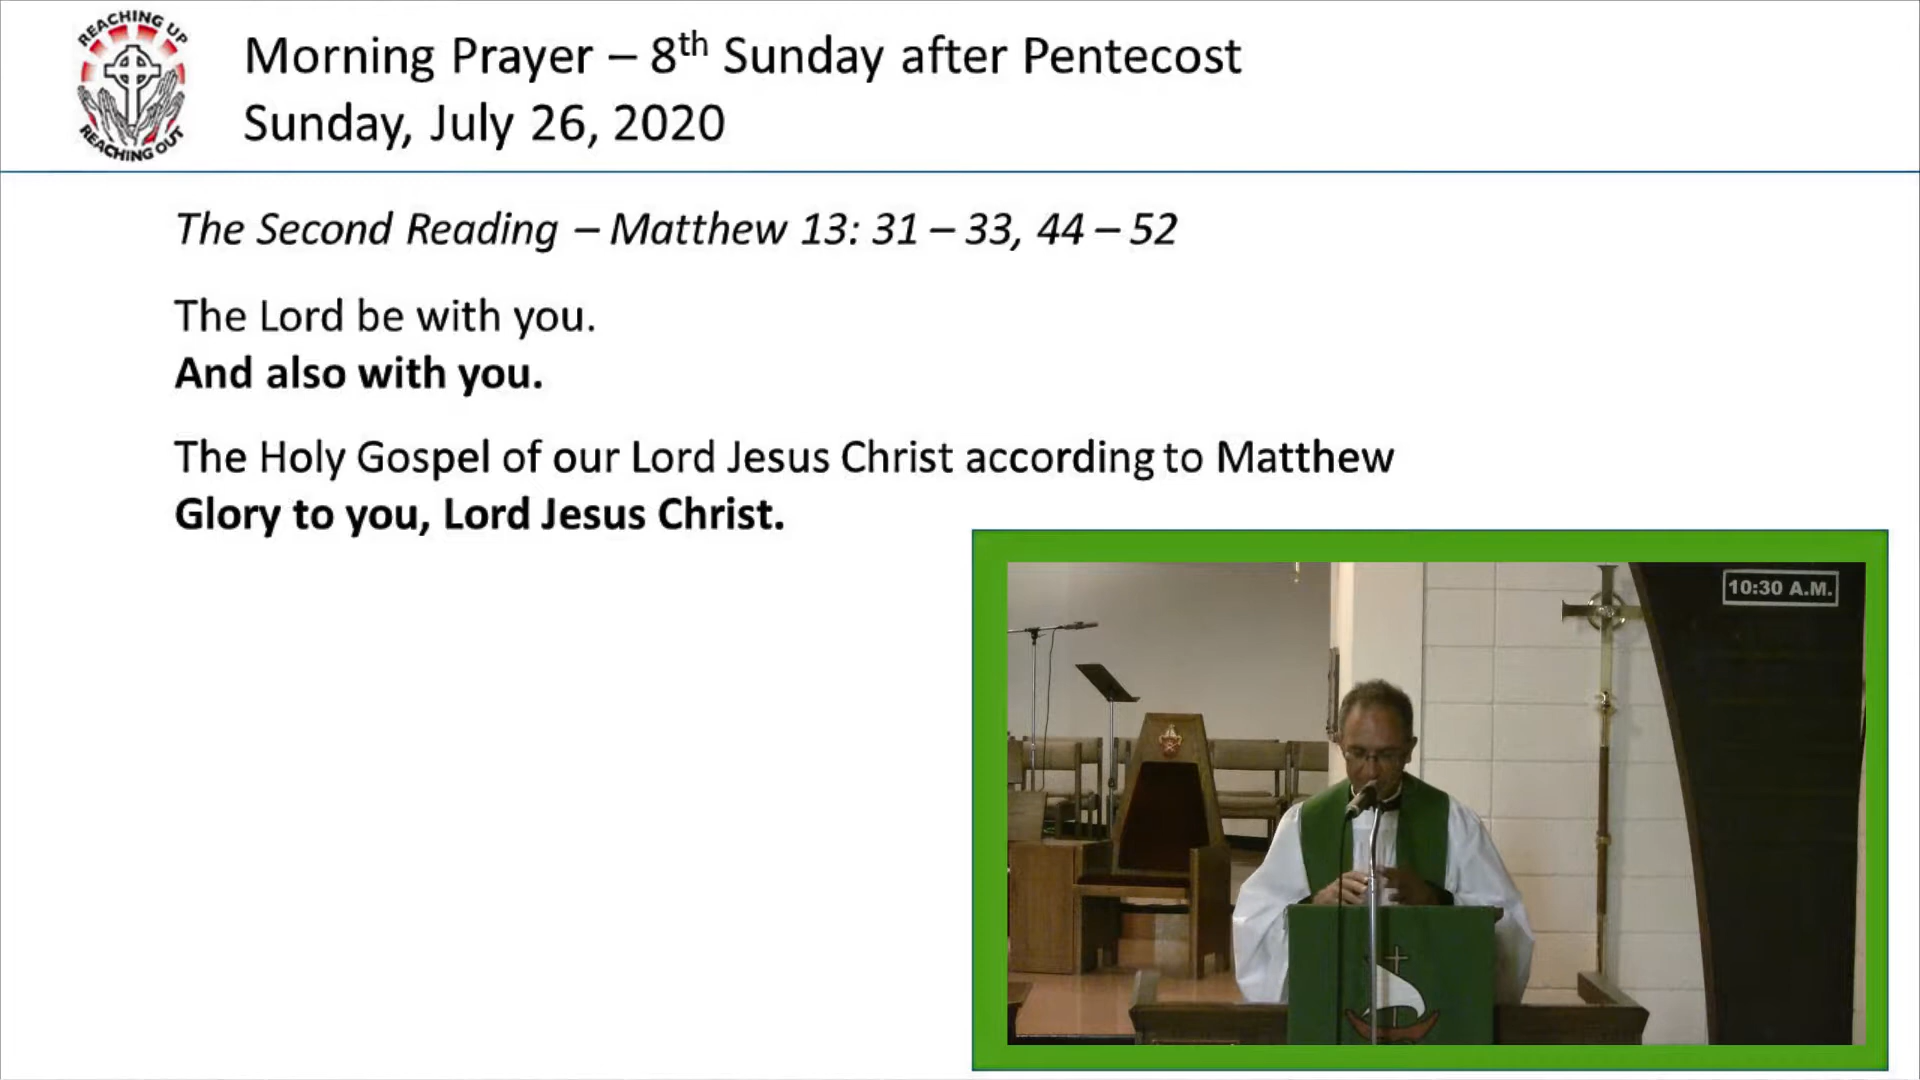 REACHING UP
REACHING OUT
Morning Prayer – 8th Sunday after Pentecost
Sunday, July 26, 2020
The Second Reading – Matthew 13: 31 – 33, 44 – 52
The Lord be with you.
And also with you.
The Holy Gospel of our Lord Jesus Christ according to Matthew
Glory to you, Lord Jesus Christ.
10:30 A.M.